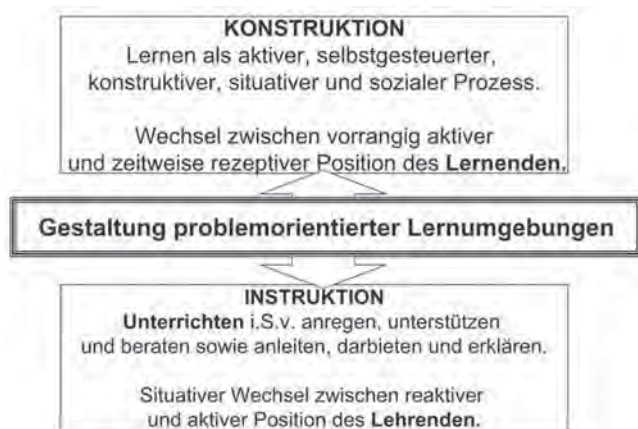 KONSTRUKTION
Lernen als aktiver, selbstgesteuerter,
konstruktiver, situativer und sozialer Prozess.
Wechsel zwischen vorrangig aktiver
und zeitweise rezeptiver Position des Lernenden.
Gestaltung problemorientierter Lernumgebungen
INSTRUKTION
Unterrichten i.S.v. anregen, unterstützen
und beraten sowie anleiten, darbieten und erklären.
Situativer Wechsel zwischen reaktiver
und aktiver Position des Lehrenden.